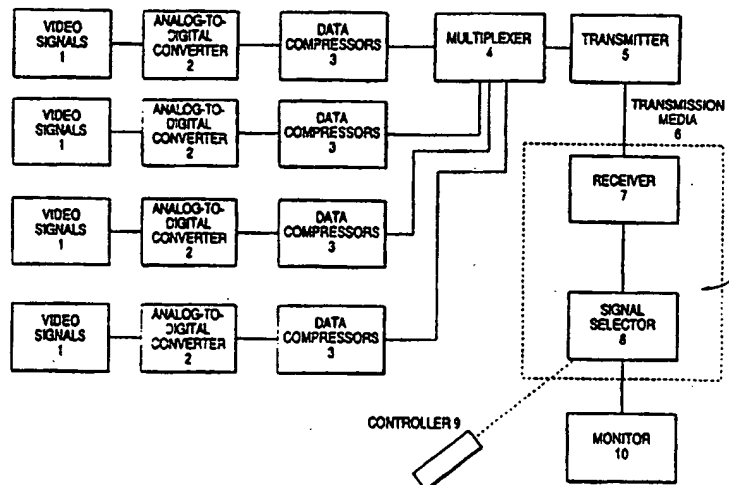 VIDEO
SIGNALS
1
ANALOG-TO-
DIGITAL
CONVERTER
2
DATA
COMPRESSORS
3
MULTIPLEXER
4
TRANSMITTER
5
TRANSMISSION
MEDIA
6
VIDEO
SIGNALS
1
ANALOG-TO-
DIGITAL
CONVERTER
2
DATA
COMPRESSORS
3
RECEIVER
7
VIDEO
SIGNALS
1
ANALOG-TO-
DIGITAL
CONVERTER
2
DATA
COMPRESSORS
3
VIDEO
SIGNALS
1
ANALOG-TO-
DIGITAL
CONVERTER
2
DATA
COMPRESSORS
3
SIGNAL
SELECTOR
8
CONTROLLER 9
MONITOR
10